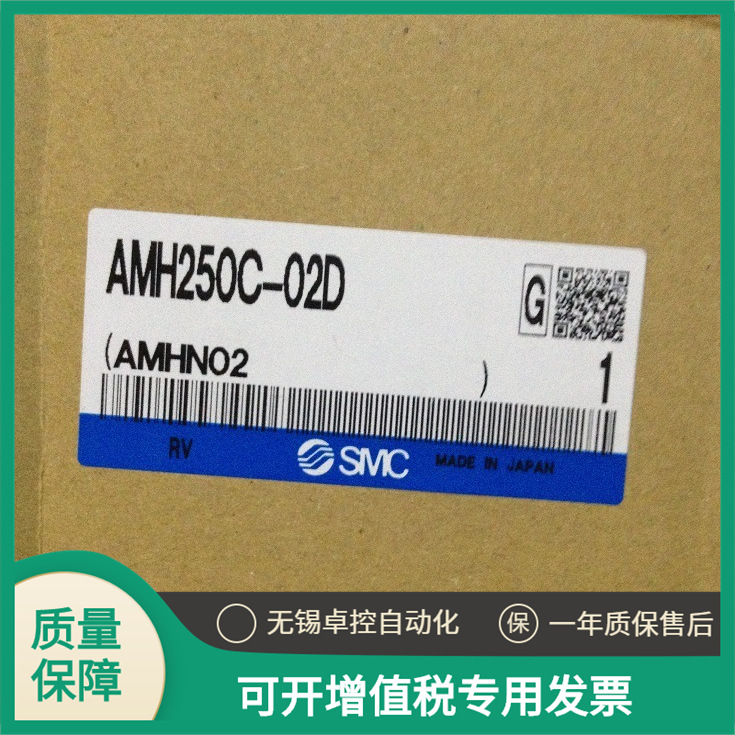 AMH250C-02D
G
(AMHN02 )
1
RV
SMC
MADE IN JAPAN
质量
保障
无锡卓控自动化
保
一年质保售后
可开增值税专用发票